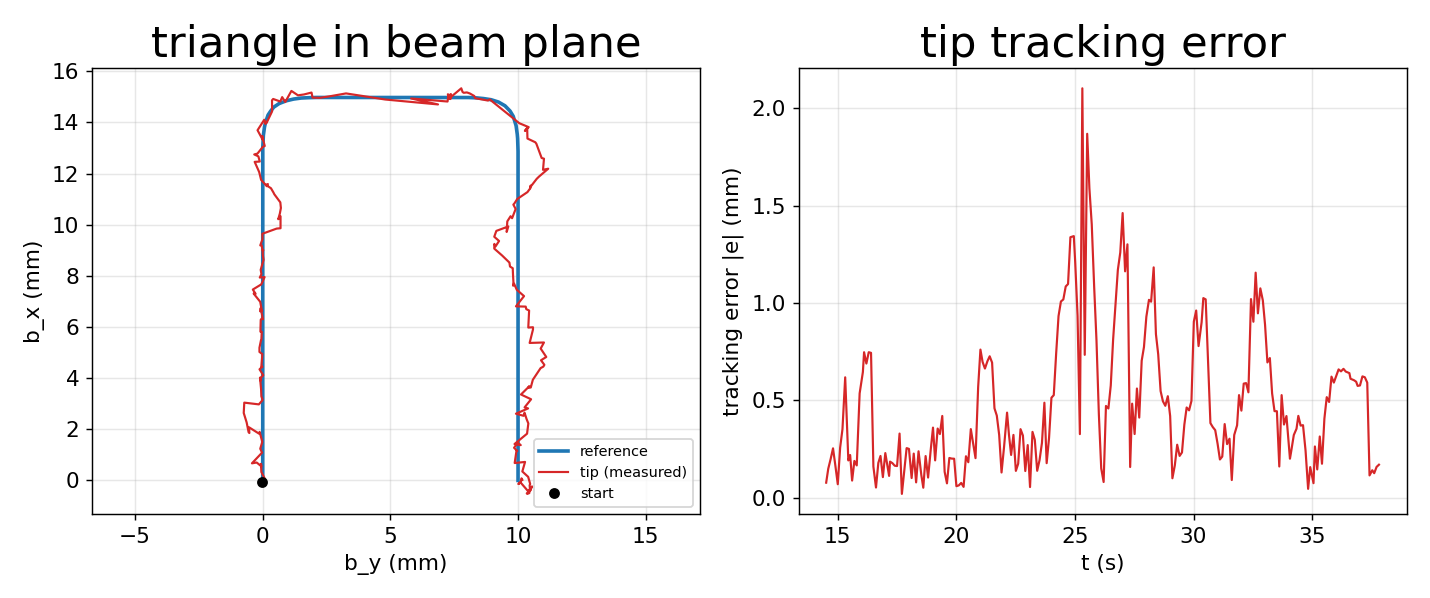 triangle in beam plane
16
14
12
10
8
6
4
2
0
b_x (mm)
−5
0
5
10
15
b_y (mm)
reference
tip (measured)
start
tip tracking error
2.0
1.5
1.0
0.5
0.0
tracking error |e| (mm)
15
20
25
30
35
t (s)